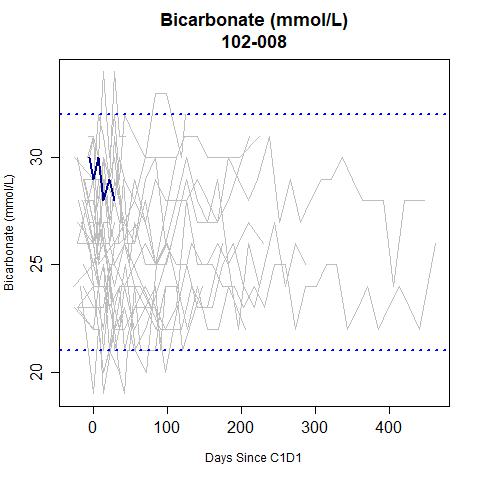 Bicarbonate (mmol/L)
102-008
Bicarbonate (mmol/L)
30
25
20
0 100 200 300 400
Days Since C1D1